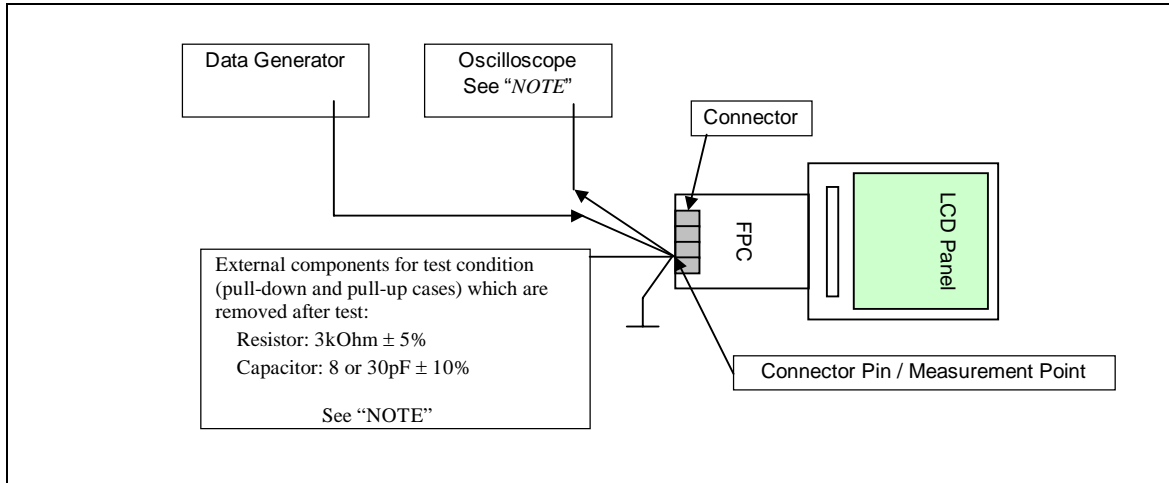 Data Generator
Oscilloscope
See “NOTE”
Connector
FPC
LCD Panel
External components for test condition
(pull-down and pull-up cases) which are
removed after test:
Resistor: 3kOhm ± 5%
Capacitor: 8 or 30pF ± 10%
See “NOTE”
Connector Pin / Measurement Point